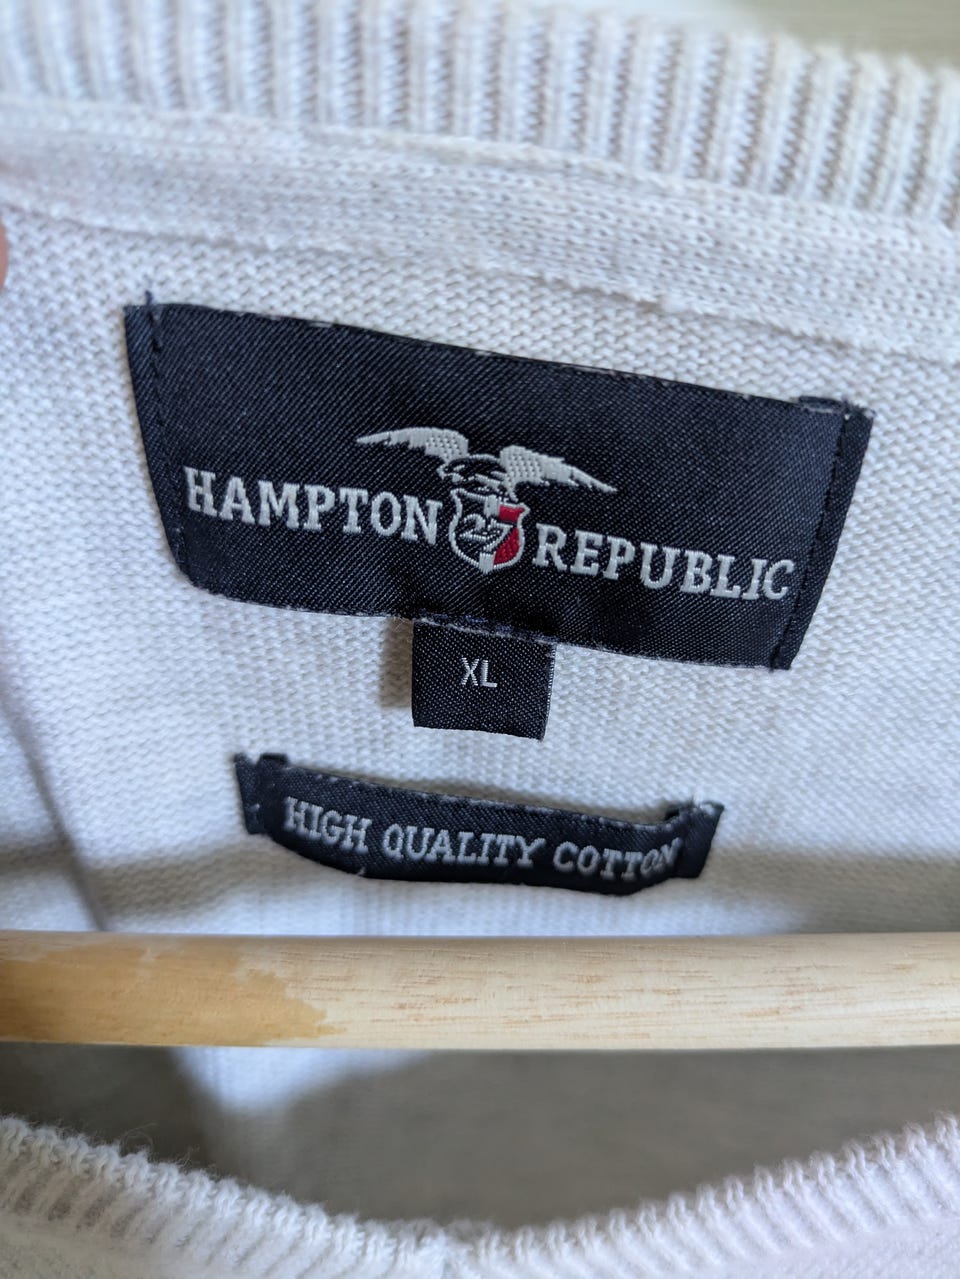 HAMPTON 27 REPUBLIC
XL
HIGH QUALITY COTTON